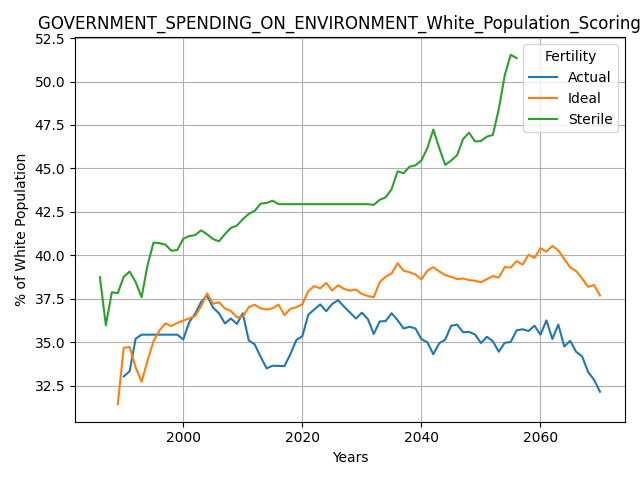 GOVERNMENT_SPENDING_ON_ENVIRONMENT_White_Population_Scoring
% of White Population
52.5
50.0
47.5
45.0
42.5
40.0
37.5
35.0
32.5
Fertility
Actual
Ideal
Sterile
2000
2020
2040
2060
Years